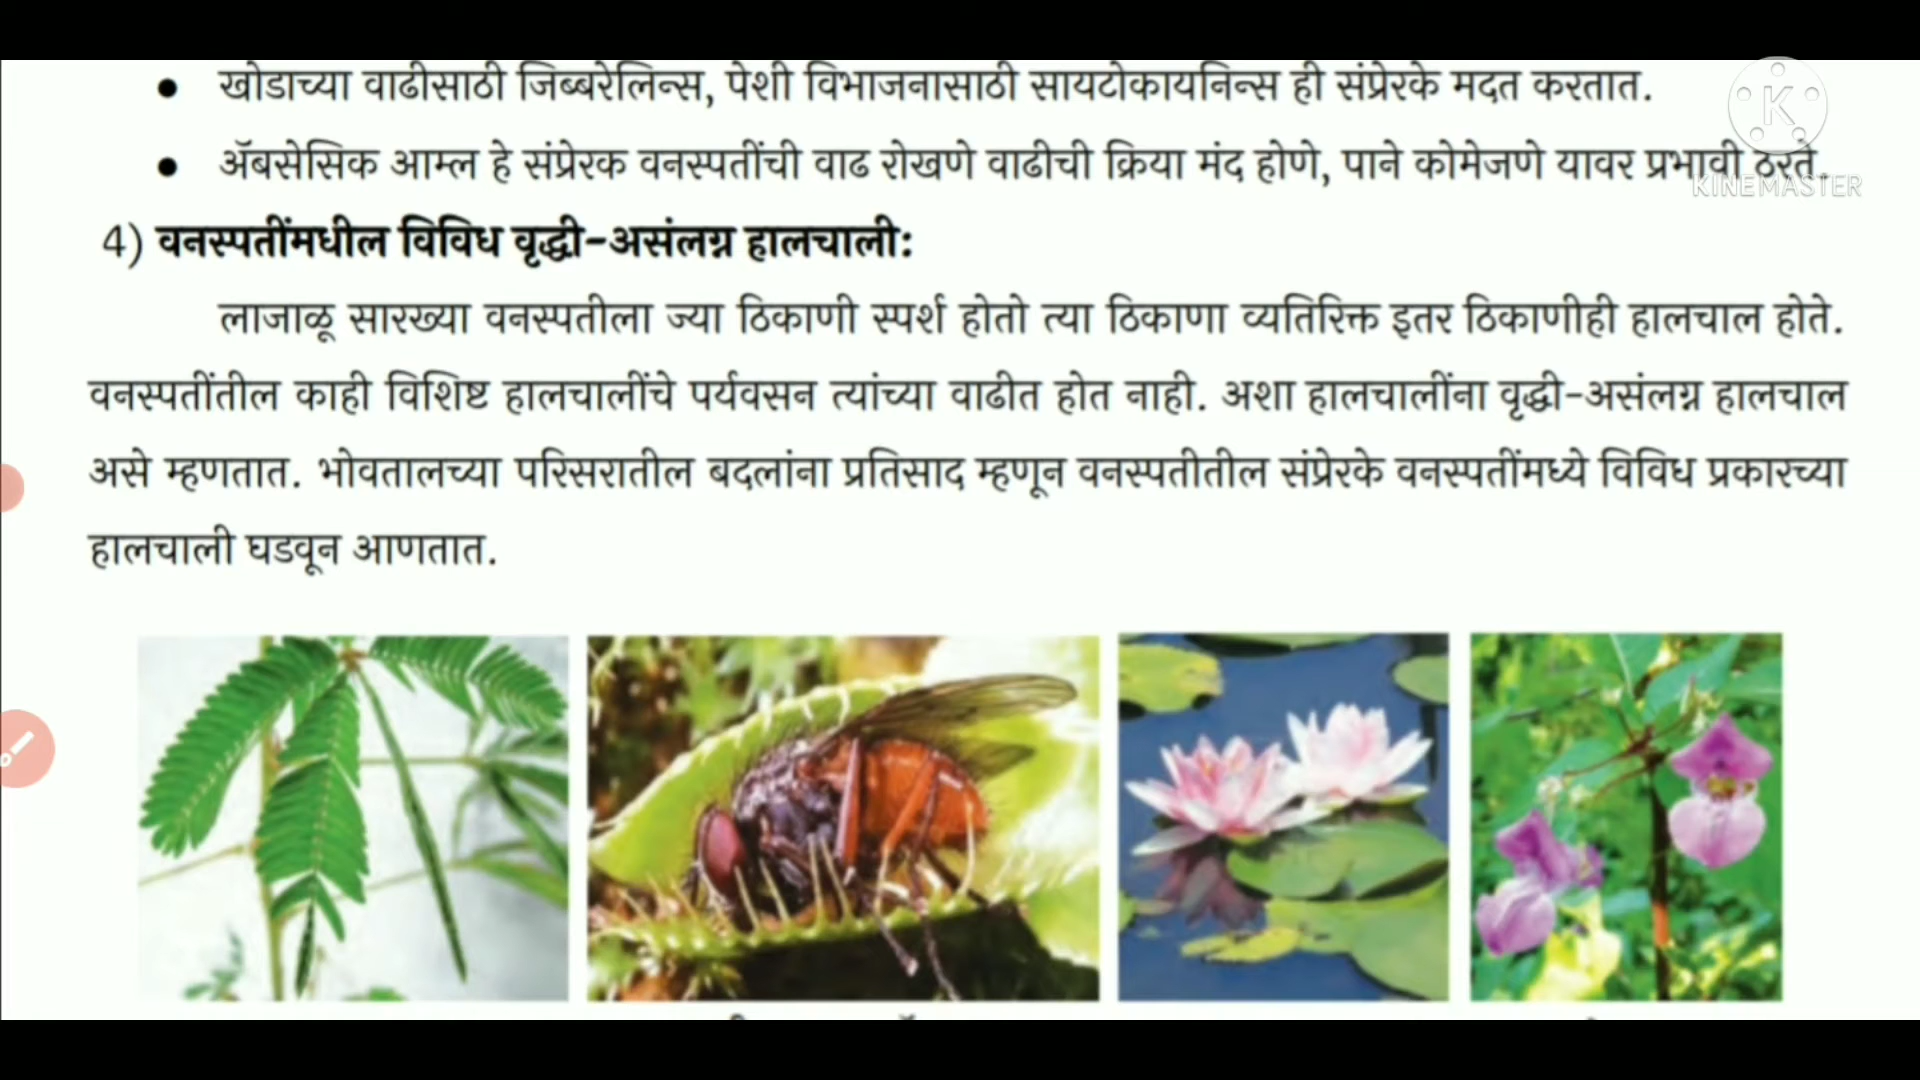 • खोडाच्या वाढीसाठी जिब्बरेलिन्स, पेशी विभाजनासाठी सायटोकायनिन्स ही संप्रेरके मदत करतात.
• ॲबसेसिक आम्ल हे संप्रेरक वनस्पतींची वाढ रोखणे वाढीची क्रिया मंद होणे, पाने कोमेजणे यावर प्रभावी ठरते.
K
KINEMASTER
4) वनस्पतींमधील विविध वृद्धी-असंलग्न हालचाली:
लाजाळू सारख्या वनस्पतीला ज्या ठिकाणी स्पर्श होतो त्या ठिकाणा व्यतिरिक्त इतर ठिकाणीही हालचाल होते.
वनस्पतींतील काही विशिष्ट हालचालींचे पर्यवसन त्यांच्या वाढीत होत नाही. अशा हालचालींना वृद्धी-असंलग्न हालचाल
असे म्हणतात. भोवतालच्या परिसरातील बदलांना प्रतिसाद म्हणून वनस्पतीतील संप्रेरके वनस्पतींमध्ये विविध प्रकारच्या
हालचाली घडवून आणतात.